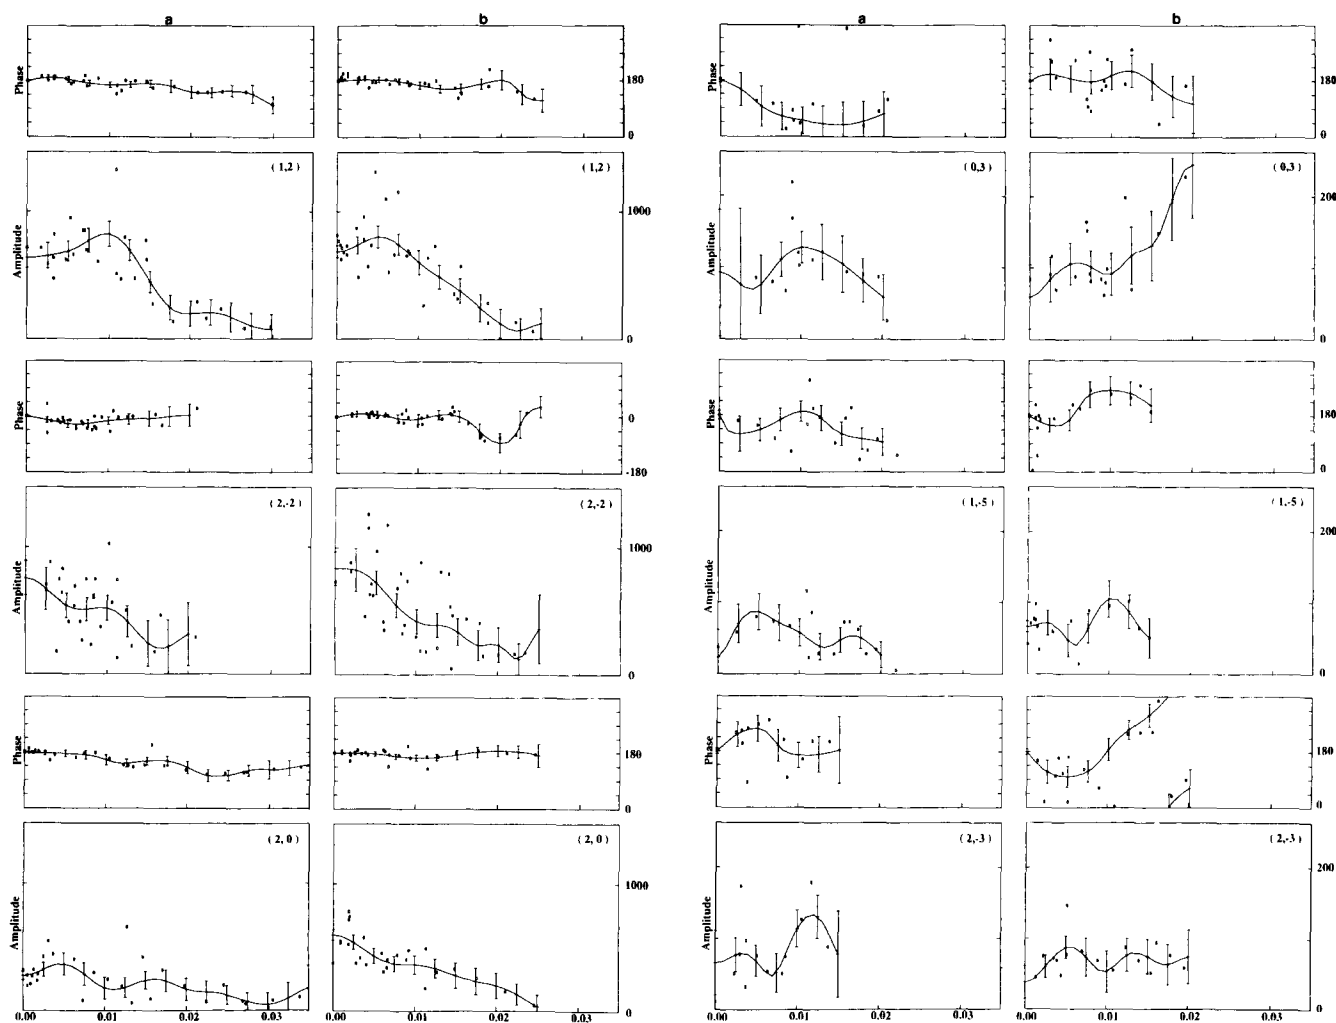 a b a b
Phase 180 Phase 180
0 0
(1,2) (1,2) (0,3) (0,3)
Amplitude 1000 Amplitude 200
0 0
Phase 0 Phase 180
-180 0
(2,-2) (2,-2) (1,-5) (1,-5)
Amplitude 1000 Amplitude 200
0 0
Phase 180 Phase 180
0 0
(2,0) (2,0) (2,-3) (2,-3)
Amplitude 1000 Amplitude 200
0 0
0.00 0.01 0.02 0.03 0.00 0.01 0.02 0.03 0.00 0.01 0.02 0.03 0.00 0.01 0.02 0.03